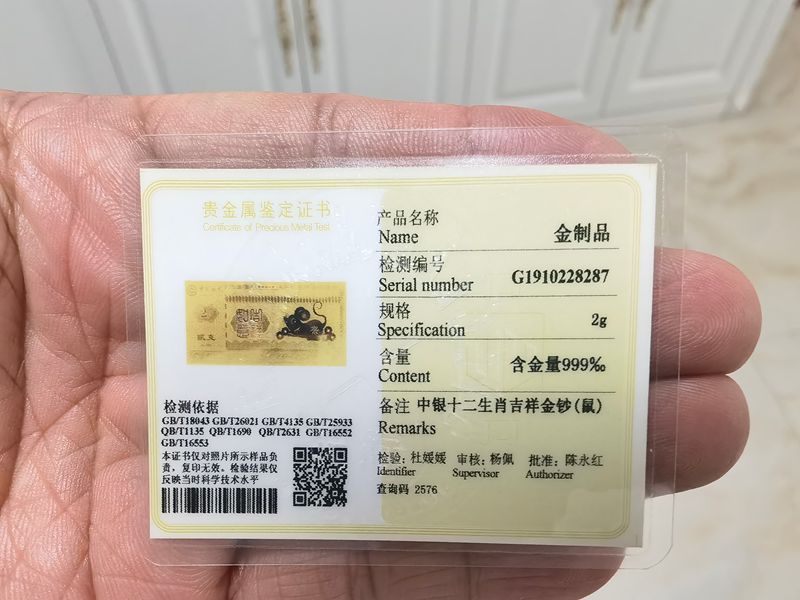 贵金属鉴定证书
Certificate of Precious Metal Test
贰克
检测依据
GB/T18043 GB/T26021 GB/T4135 GB/T25933
QB/T1135 QB/T1690 QB/T2631 GB/T16552
GB/T16553
本证书仅对照片所示样品负
责，复印无效。检验结果仅
反映当时科学技术水平
产品名称
Name 金制品
检测编号
Serial number G1910228287
规格
Specification 2g
含量
Content 含金量999‰
备注 中银十二生肖吉祥金钞(鼠)
Remarks
检验: 杜媛媛 审核: 杨佩 批准: 陈永红
Identifier Supervisor Authorizer
查询码 2576